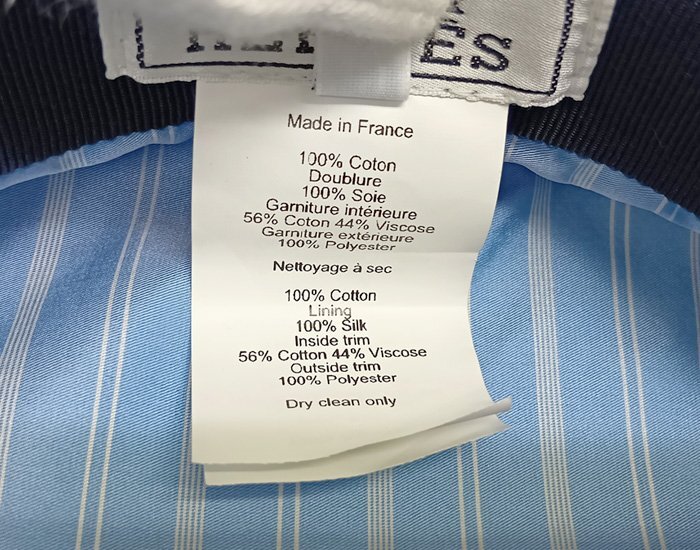 ES
Made in France
100% Coton
Doublure
100% Soie
Garniture intérieure
56% Coton 44% Viscose
Garniture extérieure
100% Polyester
Nettoyage à sec
100% Cotton
Lining
100% Silk
Inside trim
56% Cotton 44% Viscose
Outside trim
100% Polyester
Dry clean only